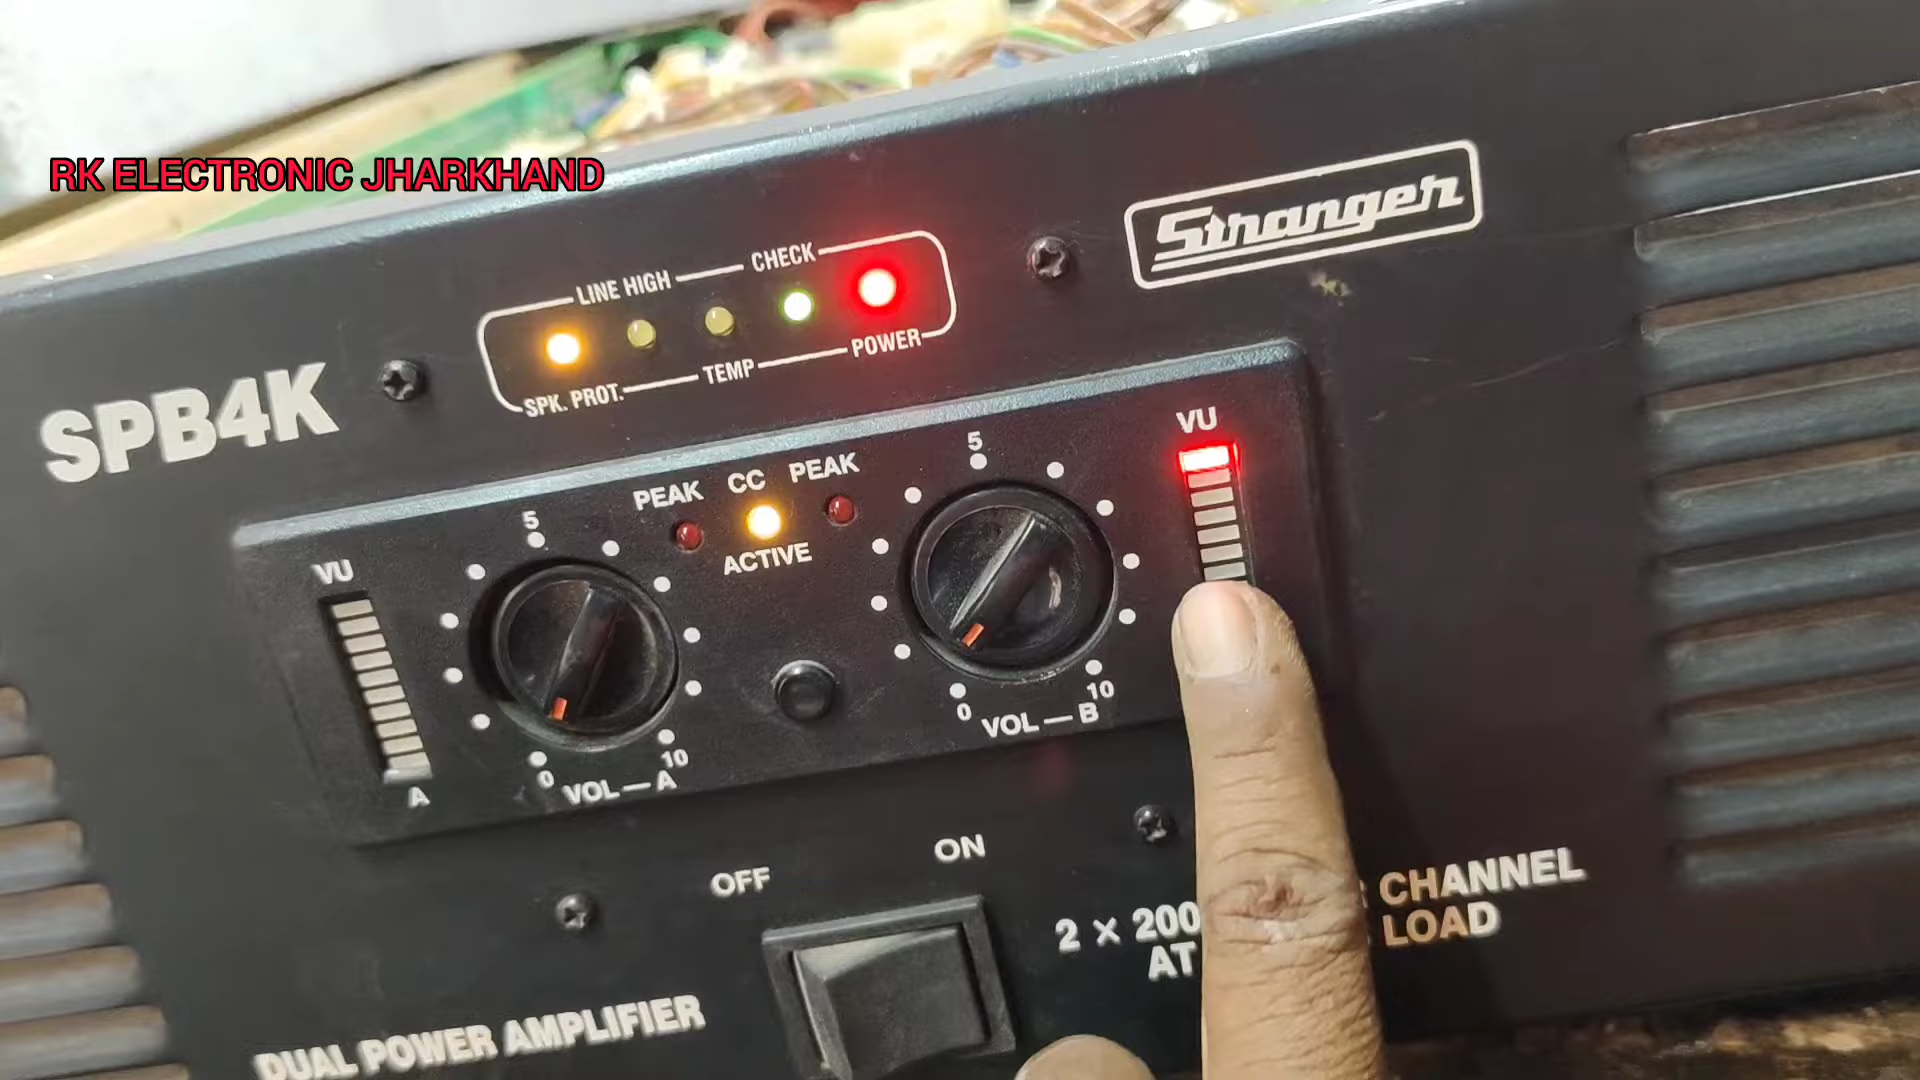 RK ELECTRONIC JHARKHAND
Stranger
LINE HIGH CHECK
SPK. PROT. TEMP POWER
SPB4K
VU
5
PEAK CC PEAK
ACTIVE
5
VU
0 10
VOL—A
A
0 10
VOL—B
OFF ON
2 × 200 CHANNEL
AT LOAD
DUAL POWER AMPLIFIER